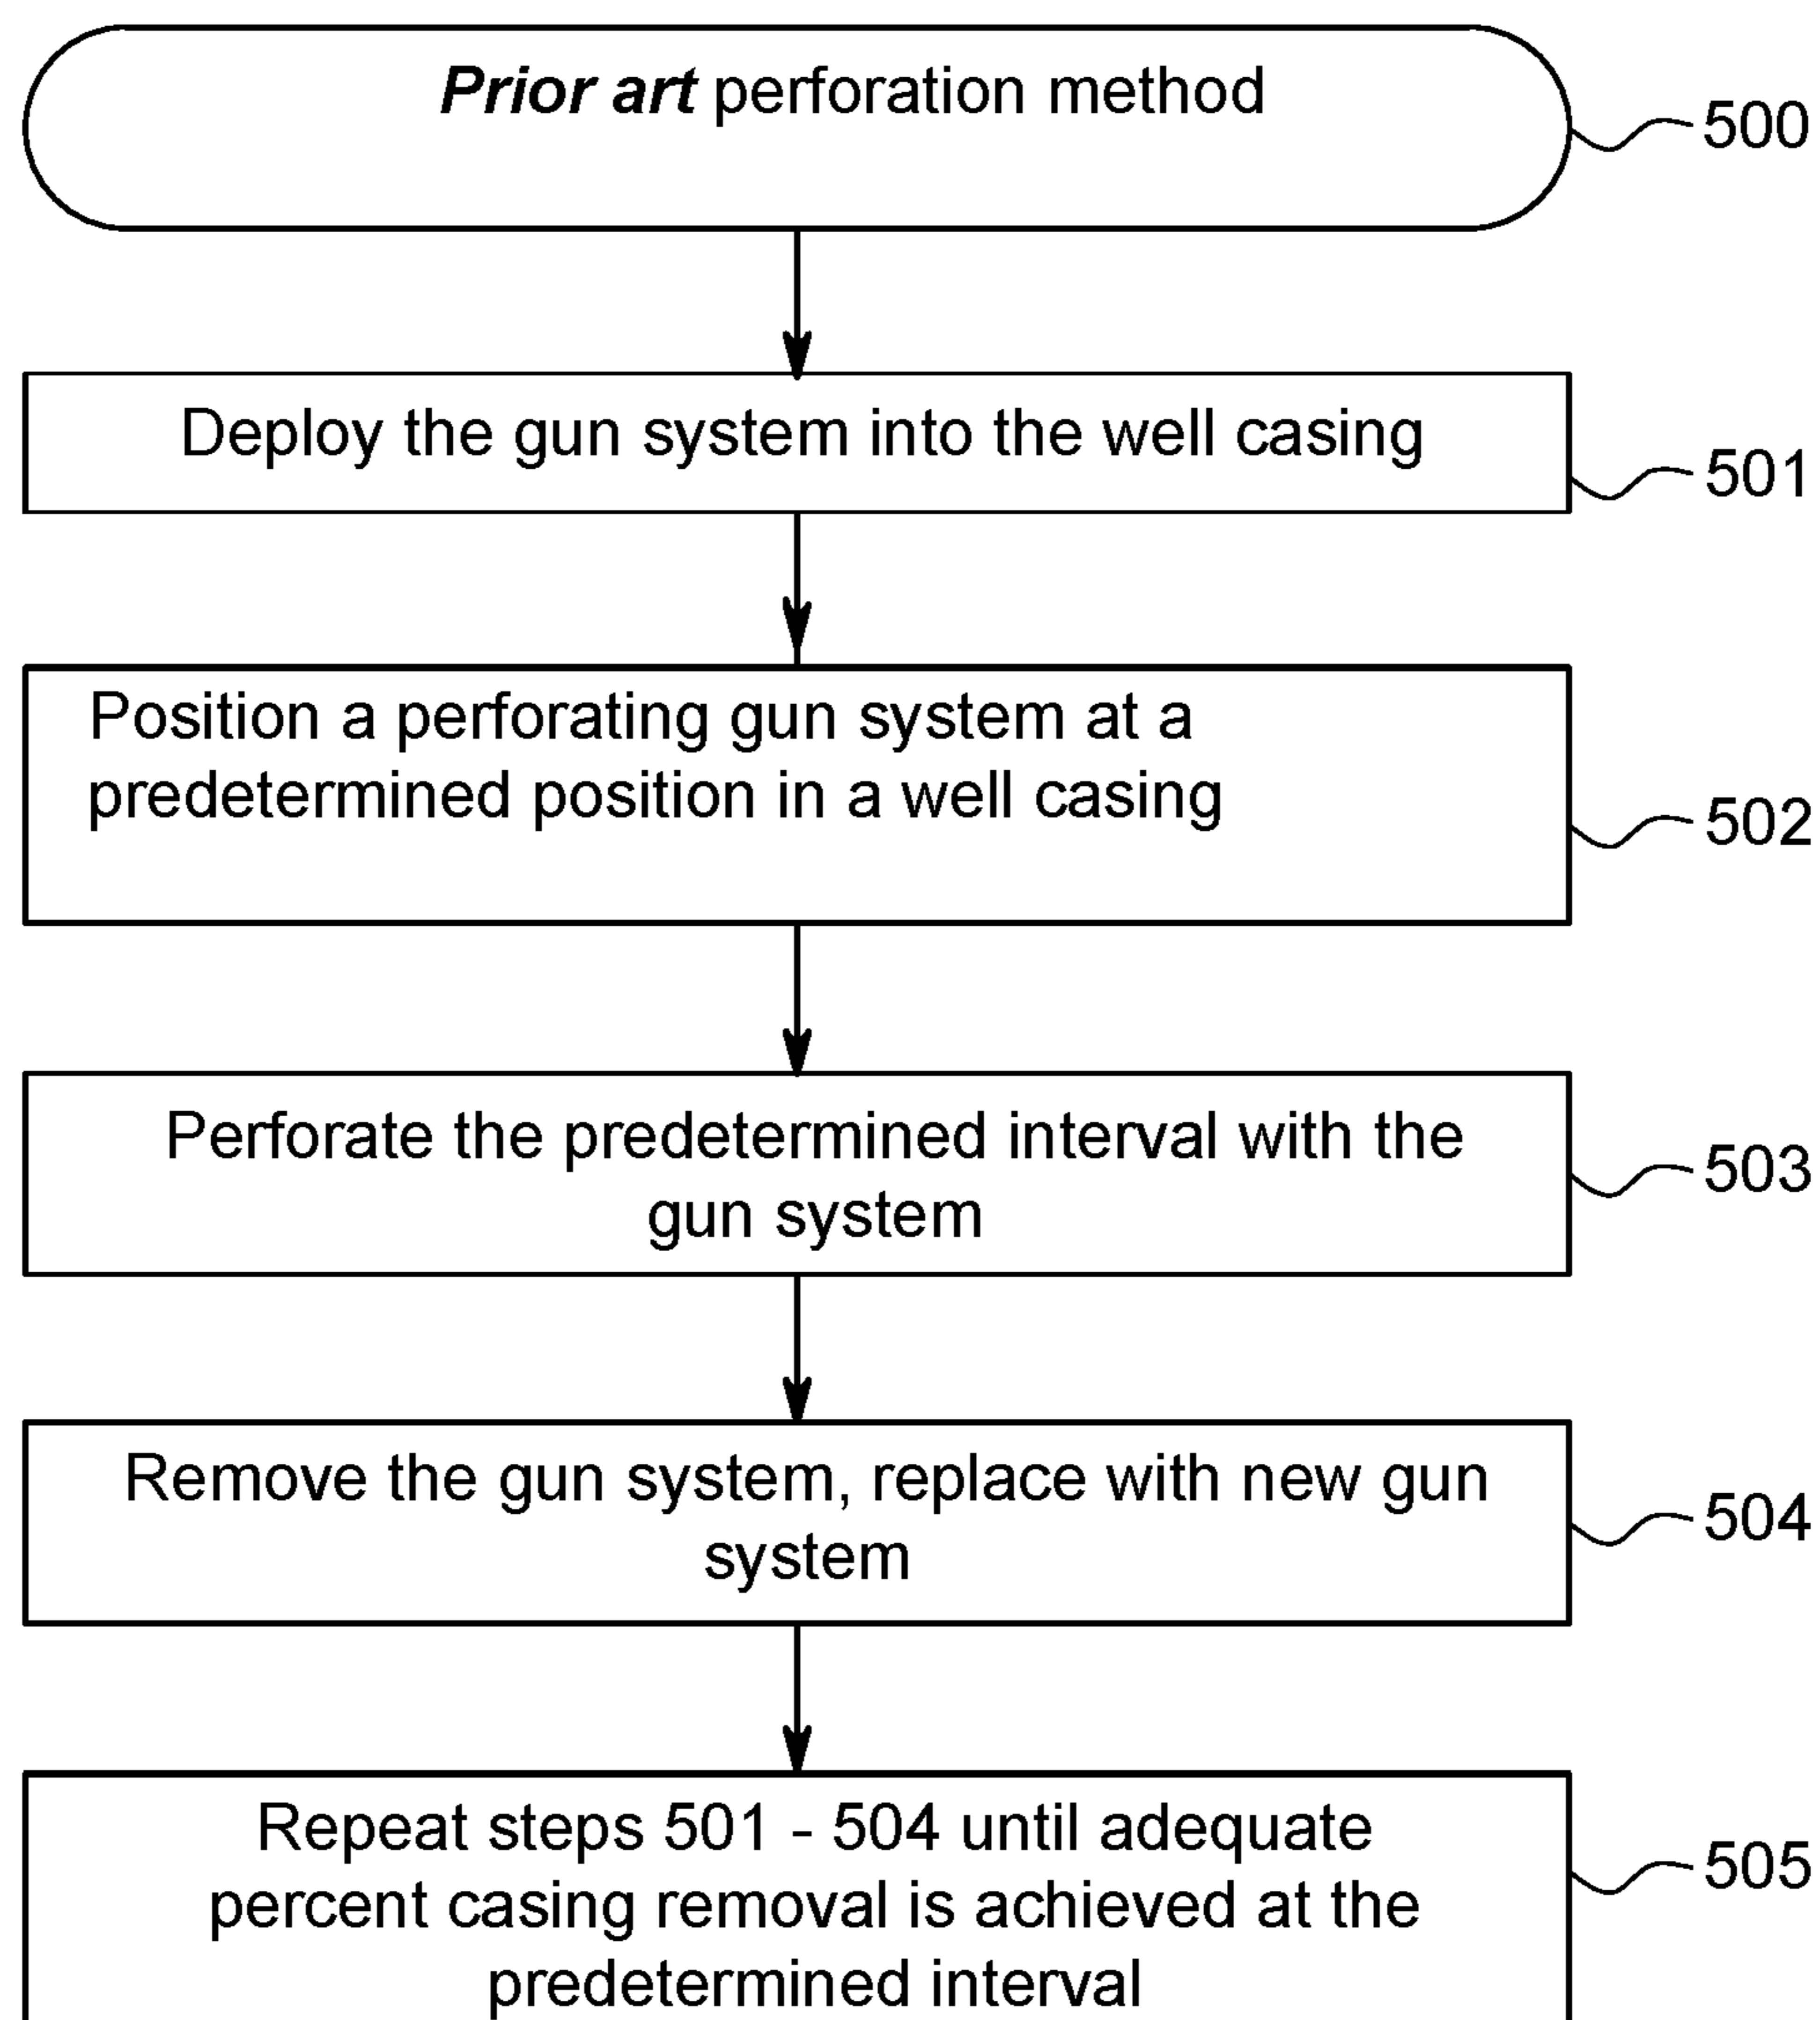 Prior art perforation method
500
Deploy the gun system into the well casing
501
Position a perforating gun system at a
predetermined position in a well casing
502
Perforate the predetermined interval with the
gun system
503
Remove the gun system, replace with new gun
system
504
Repeat steps 501 - 504 until adequate
percent casing removal is achieved at the
predetermined interval
505